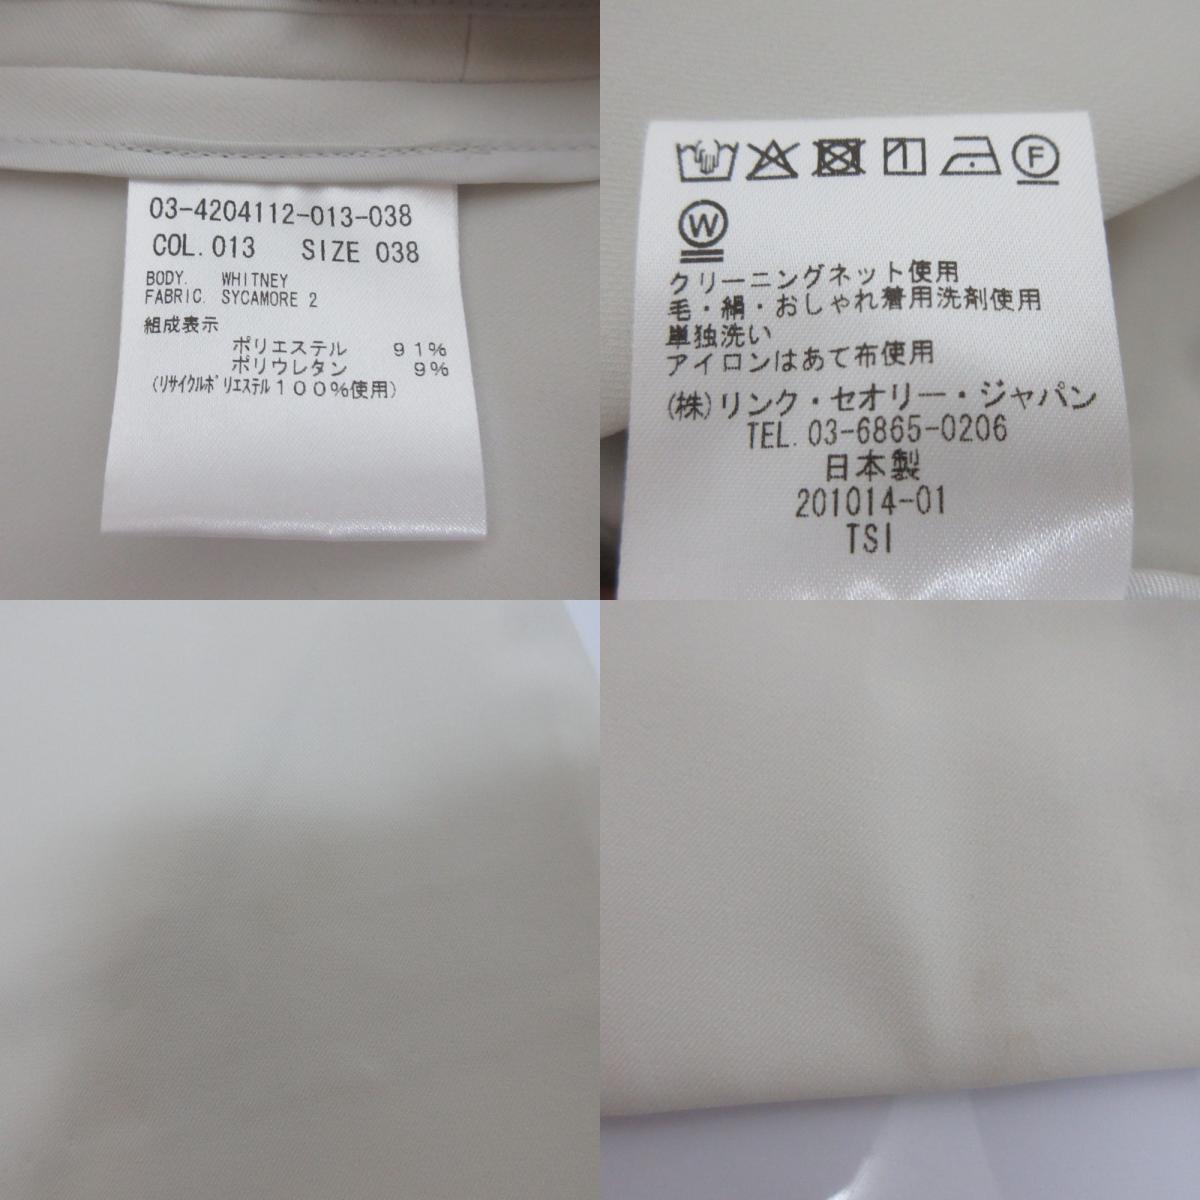 03-4204112-013-038
COL.013 SIZE 038
BODY. WHITNEY
FABRIC. SYCAMORE 2
組成表示
ポリエステル 91%
ポリウレタン 9%
(リサイクルポリエステル100%使用)
1
F
W
クリーニングネット使用
毛・絹・おしゃれ着用洗剤使用
単独洗い
アイロンはあて布使用
(株)リンク・セオリー・ジャパン
TEL.03-6865-0206
日本製
201014-01
TSI